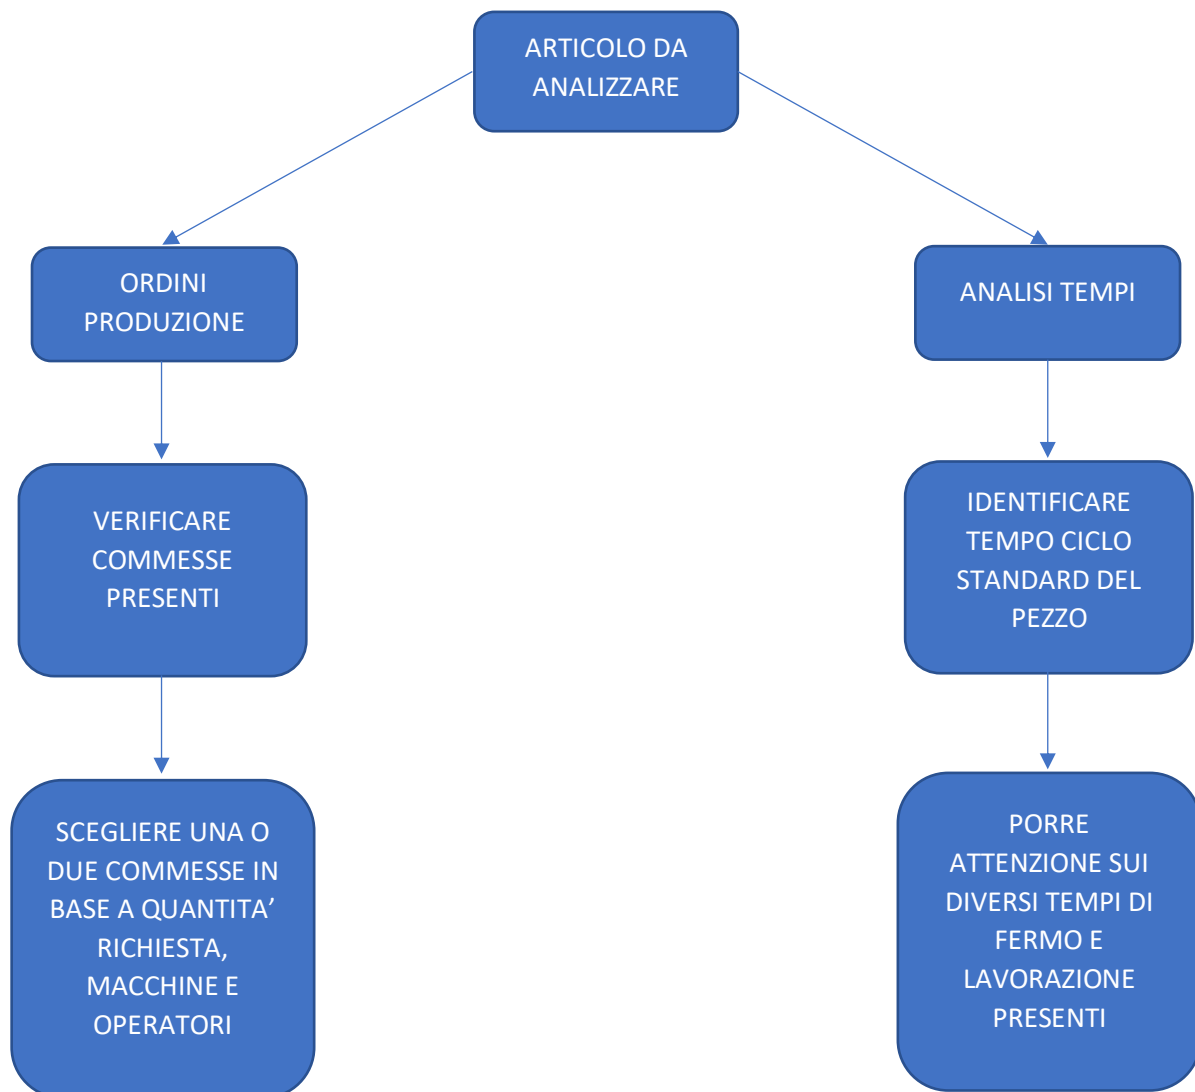 ARTICOLO DA
ANALIZZARE
ORDINI
PRODUZIONE
VERIFICARE
COMMESSE
PRESENTI
SCEGLIERE UNA O
DUE COMMESSE IN
BASE A QUANTITA’
RICHIESTA,
MACCHINE E
OPERATORI
ANALISI TEMPI
IDENTIFICARE
TEMPO CICLO
STANDARD DEL
PEZZO
PORRE
ATTENZIONE SUI
DIVERSI TEMPI DI
FERMO E
LAVORAZIONE
PRESENTI